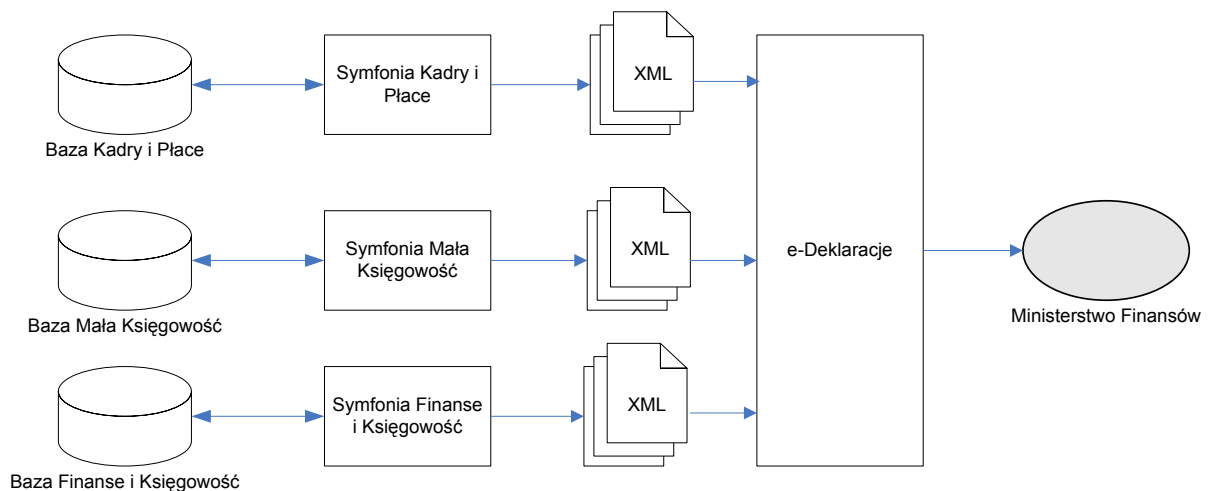 Symfonia Kadry i
Płace
XML
Baza Kadry i Płace
Symfonia Mała
Księgowość
XML
e-Deklaracje
Baza Mała Księgowość
Ministerstwo Finansów
Symfonia Finanse
i Księgowość
XML
Baza Finanse i Księgowość